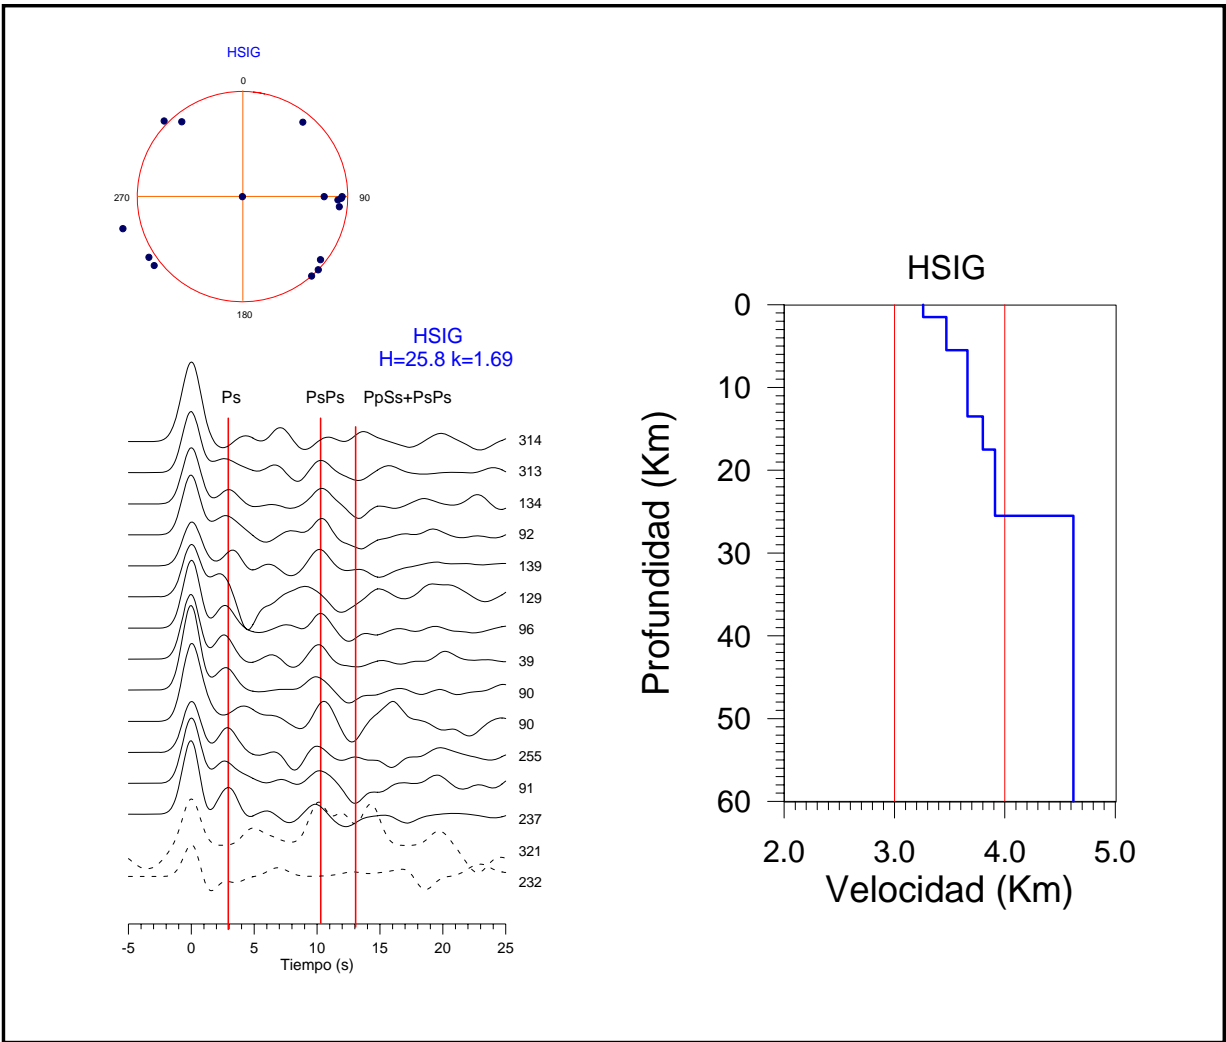 HSIG
0
270
90
180
HSIG
H=25.8 k=1.69
Ps PsPs PpSs+PsPs
314
313
134
92
139
129
96
39
90
90
255
91
237
321
232
-5 0 5 10 15 20 25
Tiempo (s)
HSIG
0
10
20
30
40
50
60
Profundidad (Km)
2.0 3.0 4.0 5.0
Velocidad (Km)